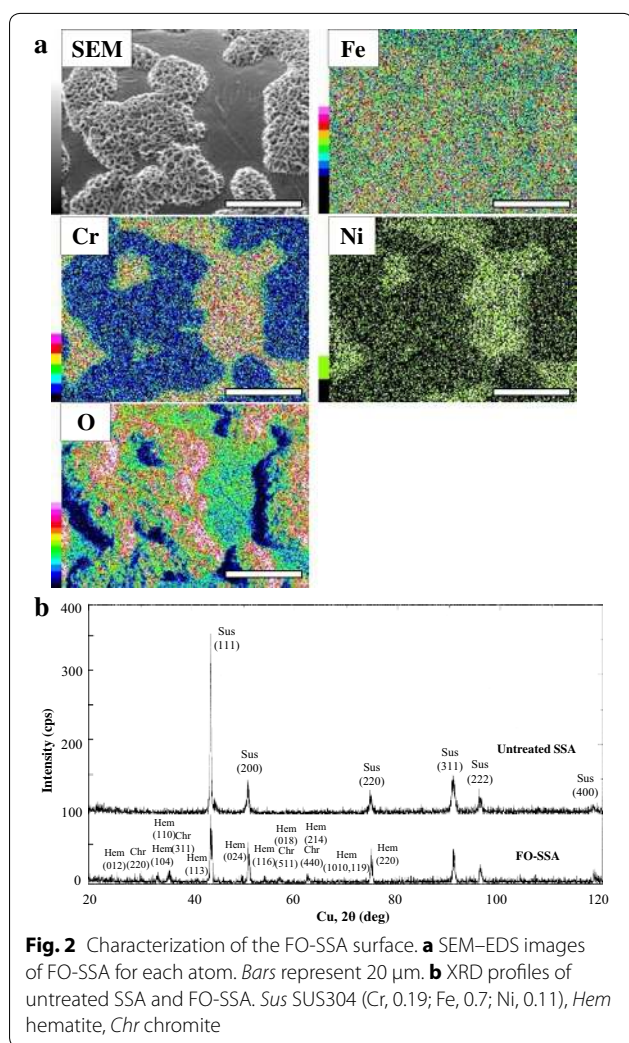 a
SEM
Fe
Cr
Ni
O
b
400
300
200
100
0
Intensity (cps)
Sus
(111)
Sus
(200)
Sus
(220)
Sus
(311)
Sus
(222)
Sus
(400)
Untreated SSA
Hem
(012)
Chr
(220)
Hem
(110)
Hem
(104)
Chr
(311)
Hem
(113)
Hem
(024)
Hem
(116)
Hem
(018)
Chr
(511)
Hem
(214)
Chr
(440)
Hem
(1010,119)
Hem
(220)
FO-SSA
20
40
60
80
100
120
Cu, 2θ (deg)
Fig. 2 Characterization of the FO-SSA surface. a SEM–EDS images
of FO-SSA for each atom. Bars represent 20 μm. b XRD profiles of
untreated SSA and FO-SSA. Sus SUS304 (Cr, 0.19; Fe, 0.7; Ni, 0.11), Hem
hematite, Chr chromite